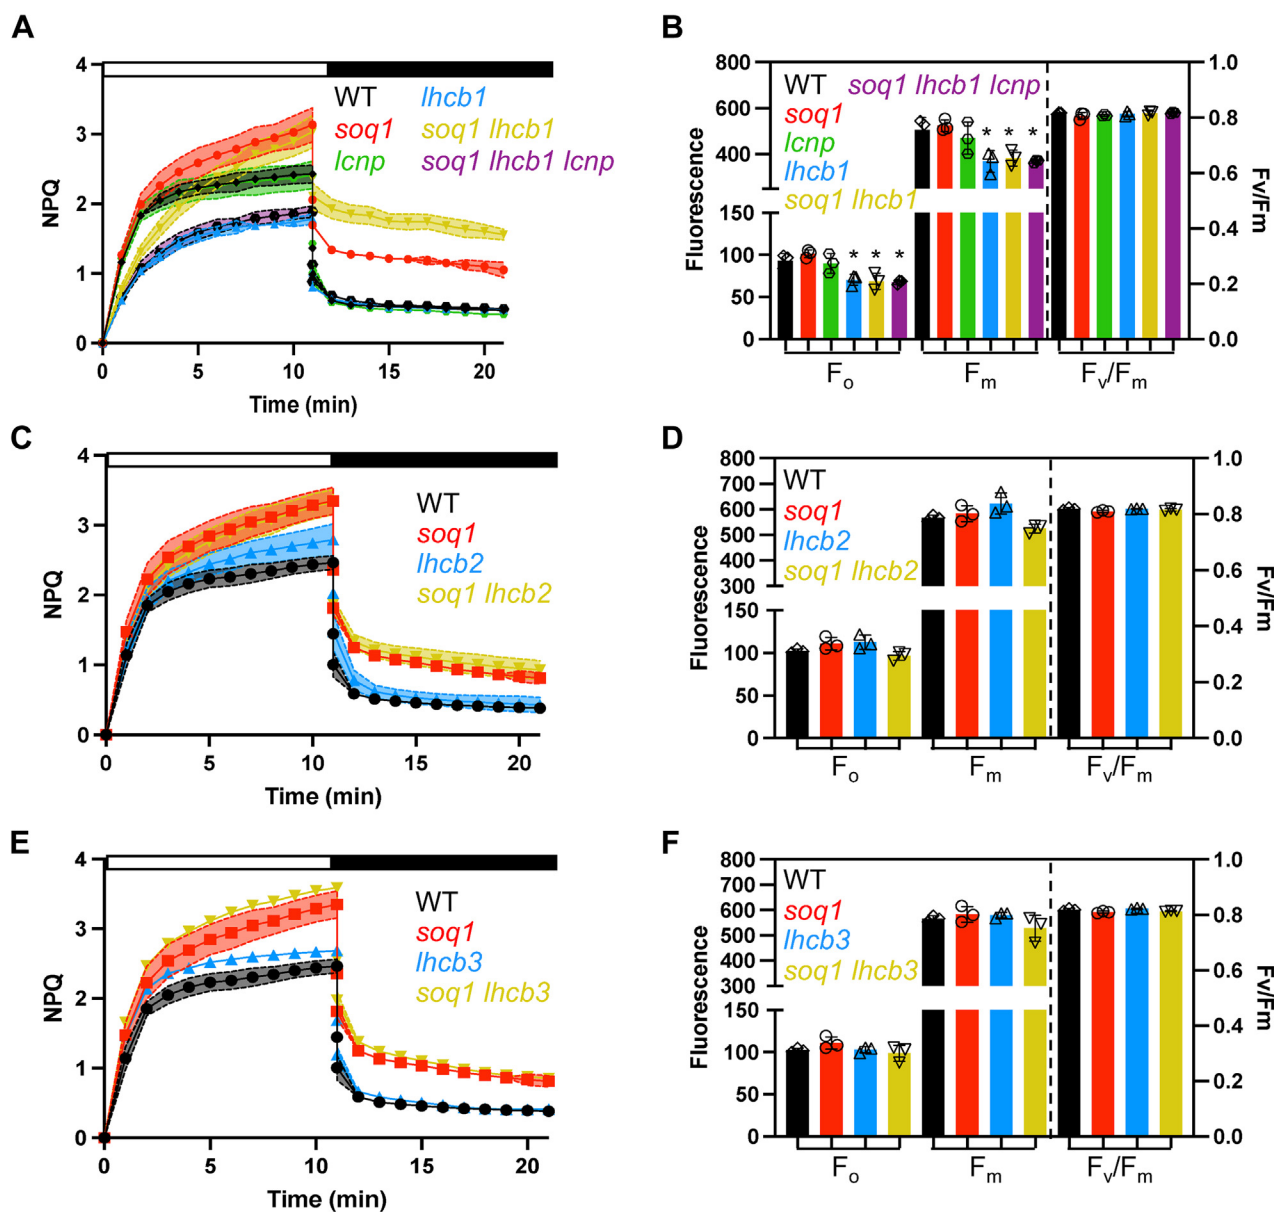 A
4
3
2
1
0
NPQ
WT lhcb1
soq1 soq1 lhcb1
lcnp soq1 lhcb1 lcnp
0 5 10 15 20
Time (min)
B
800
600
400
150
100
50
0
Fluorescence
WT soq1 lhcb1 lcnp
soq1
lcnp
lhcb1
soq1 lhcb1
* * *
* * *
1.0
0.8
0.6
0.4
0.2
0.0
Fv/Fm
Fo Fm Fv/Fm
C
4
3
2
1
0
NPQ
WT
soq1
lhcb2
soq1 lhcb2
0 5 10 15 20
Time (min)
D
800
700
600
500
400
300
150
100
50
0
Fluorescence
WT
soq1
lhcb2
soq1 lhcb2
1.0
0.8
0.6
0.4
0.2
0.0
Fv/Fm
Fo Fm Fv/Fm
E
4
3
2
1
0
NPQ
WT
soq1
lhcb3
soq1 lhcb3
0 5 10 15 20
Time (min)
F
800
700
600
500
400
300
150
100
50
0
Fluorescence
WT
soq1
lhcb3
soq1 lhcb3
1.0
0.8
0.6
0.4
0.2
0.0
Fv/Fm
Fo Fm Fv/Fm